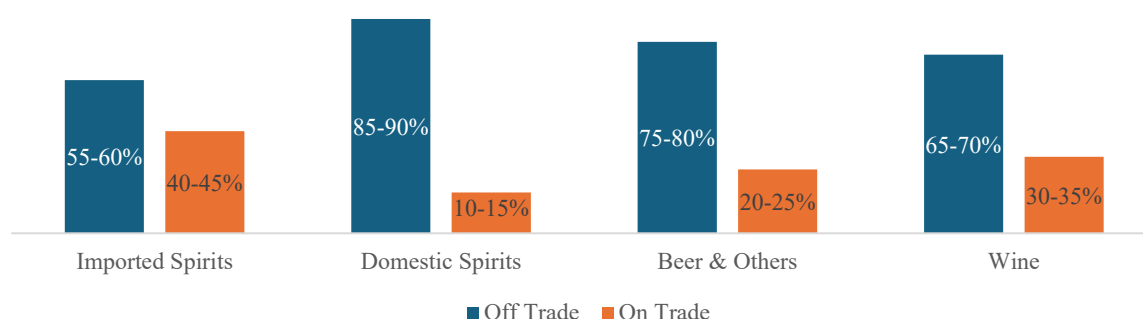 55-60%
40-45%
85-90%
10-15%
75-80%
20-25%
65-70%
30-35%
Imported Spirits
Domestic Spirits
Beer & Others
Wine
Off Trade
On Trade